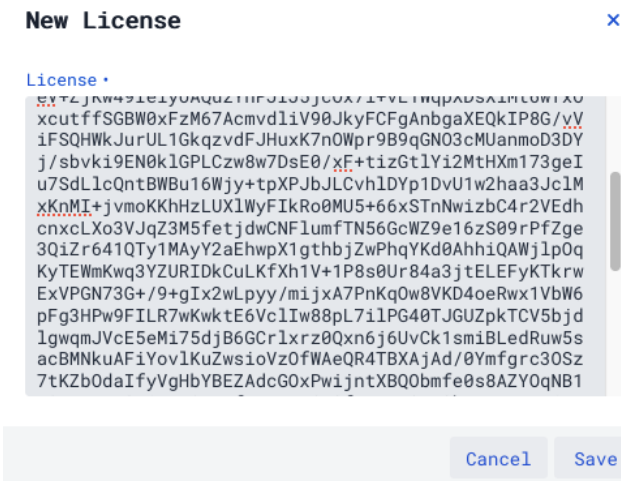 New License
×
License •
xcutffSGBW0xFzM67AcmvdliV90JkyFCFgAnbgaXEQkIP8G/vV
iFSQHWkJurUL1GkqzvdFJHuxK7nOWpr9B9qGNO3cMUanmoD3DY
j/sbvki9EN0klGPLCzw8w7DsE0/xF+tizGtlYi2MtHXm173geI
u7SdLlcQntBWBu16Wjy+tpXPJbJLCvhlDYp1DvU1w2haa3JclM
xKnMI+jvmoKKhHzLUXlWyFIkRo0MU5+66xSTnNwizbC4r2VEdh
cnxcLXo3VJqZ3M5fetjdwCNFlumfTN56GcWZ9e16zS09rPfZge
3QiZr641QTy1MAyY2aEhwpX1gthbjZwPhqYKd0AhhiQAWjlpOq
KyTEWmKwq3YZURIDkCuLKfXh1V+1P8s0Ur84a3jtELEFyKTkrw
ExVPGN73G+/9+gIx2wLpyy/mijxA7PnKqOw8VKD4oeRwx1VbW6
pFg3HPw9FILR7wKwktE6VclIw88pL7ilPG40TJGUZpkTCV5bjd
lgwqmJVcE5eMi75djB6GCrlxrz0Qxn6j6UvCk1smiBLedRuw5s
acBMNkuAFiYovlKuZwsioVzOfWAeQR4TBXAjAd/0Ymfgrc3OSz
7tKZbOdaIfyVgHbYBEZAdcGOxPwijntXBQObmfe0s8AZYOqNB1
Cancel
Save